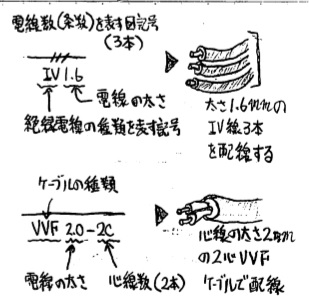 電線数(条数)を表す図記号
(3本)
IV 1.6
電線の太さ
絶縁電線の種類を表す記号
太さ1.6mmの
IV線3本
を配線する
ケーブルの種類
VVF 2.0-2C
電線の太さ
心線数(2本)
心線の太さ2mm
の2心VVF
ケーブルで配線